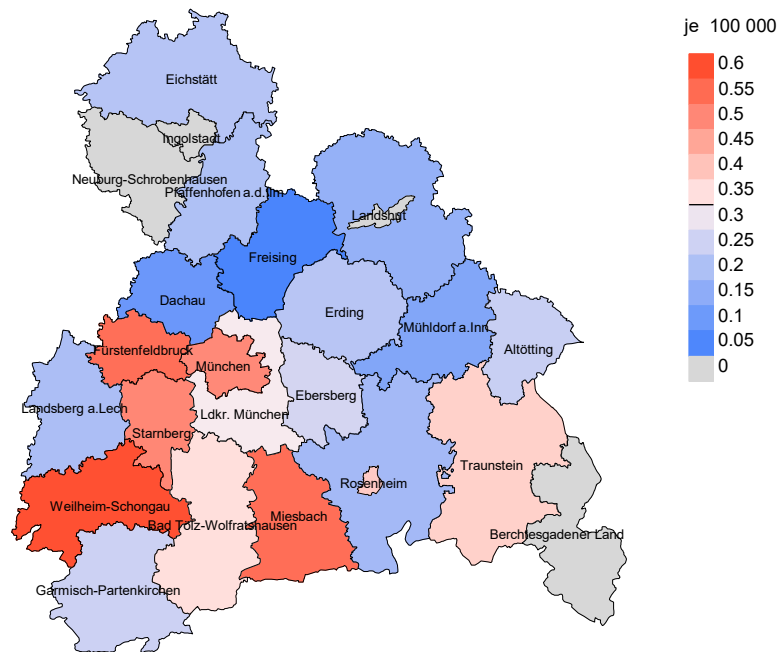 je 100 000
0.6
0.55
0.5
0.45
0.4
0.35
0.3
0.25
0.2
0.15
0.1
0.05
0
Eichstätt
Ingolstadt
Neuburg-Schrobenhausen
Pfaffenhofen a.d.Ilm
Landshut
Freising
Dachau
Erding
Mühldorf a.Inn
Altötting
Fürstenfeldbruck
München
Ebersberg
Landsberg a.Lech
Ldkr. München
Starnberg
Traunstein
Rosenheim
Weilheim-Schongau
Miesbach
Bad Tölz-Wolfratshausen
Berchtesgadener Land
Garmisch-Partenkirchen